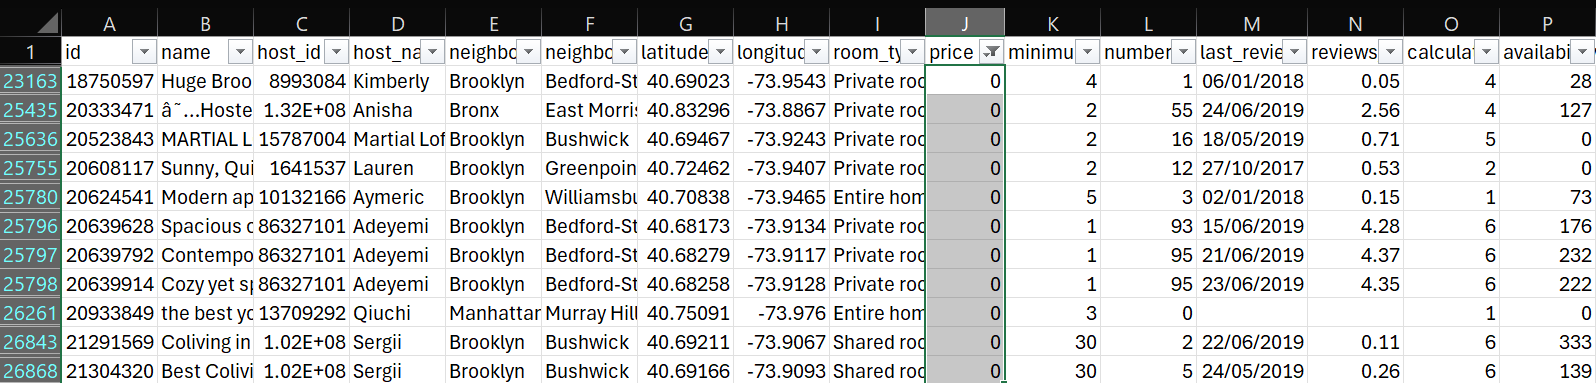 A B C D E F G H I J K L M N O P
1 id name host_id host_na neighbo neighbo latitude longitud room_ty price minimu number last_revie reviews calculat availabi
23163 18750597 Huge Broo 8993084 Kimberly Brooklyn Bedford-St 40.69023 -73.9543 Private roo 0 4 1 06/01/2018 0.05 4 28
25435 20333471 â˜…Hoste 1.32E+08 Anisha Bronx East Morris 40.83296 -73.8867 Private roo 0 2 55 24/06/2019 2.56 4 127
25636 20523843 MARTIAL L 15787004 Martial Lof Brooklyn Bushwick 40.69467 -73.9243 Private roo 0 2 16 18/05/2019 0.71 5 0
25755 20608117 Sunny, Qui 1641537 Lauren Brooklyn Greenpoin 40.72462 -73.9407 Private roo 0 2 12 27/10/2017 0.53 2 0
25780 20624541 Modern ap 10132166 Aymeric Brooklyn Williamsbu 40.70838 -73.9465 Entire hom 0 5 3 02/01/2018 0.15 1 73
25796 20639628 Spacious c 86327101 Adeyemi Brooklyn Bedford-St 40.68173 -73.9134 Private roo 0 1 93 15/06/2019 4.28 6 176
25797 20639792 Contempo 86327101 Adeyemi Brooklyn Bedford-St 40.68279 -73.9117 Private roo 0 1 95 21/06/2019 4.37 6 232
25798 20639914 Cozy yet sp 86327101 Adeyemi Brooklyn Bedford-St 40.68258 -73.9128 Private roo 0 1 95 23/06/2019 4.35 6 222
26261 20933849 the best yo 13709292 Qiuchi Manhattan Murray Hill 40.75091 -73.976 Entire hom 0 3 0 1 0
26843 21291569 Coliving in 1.02E+08 Sergii Brooklyn Bushwick 40.69211 -73.9067 Shared roo 0 30 2 22/06/2019 0.11 6 333
26868 21304320 Best Colivi 1.02E+08 Sergii Brooklyn Bushwick 40.69166 -73.9093 Shared roo 0 30 5 24/05/2019 0.26 6 139